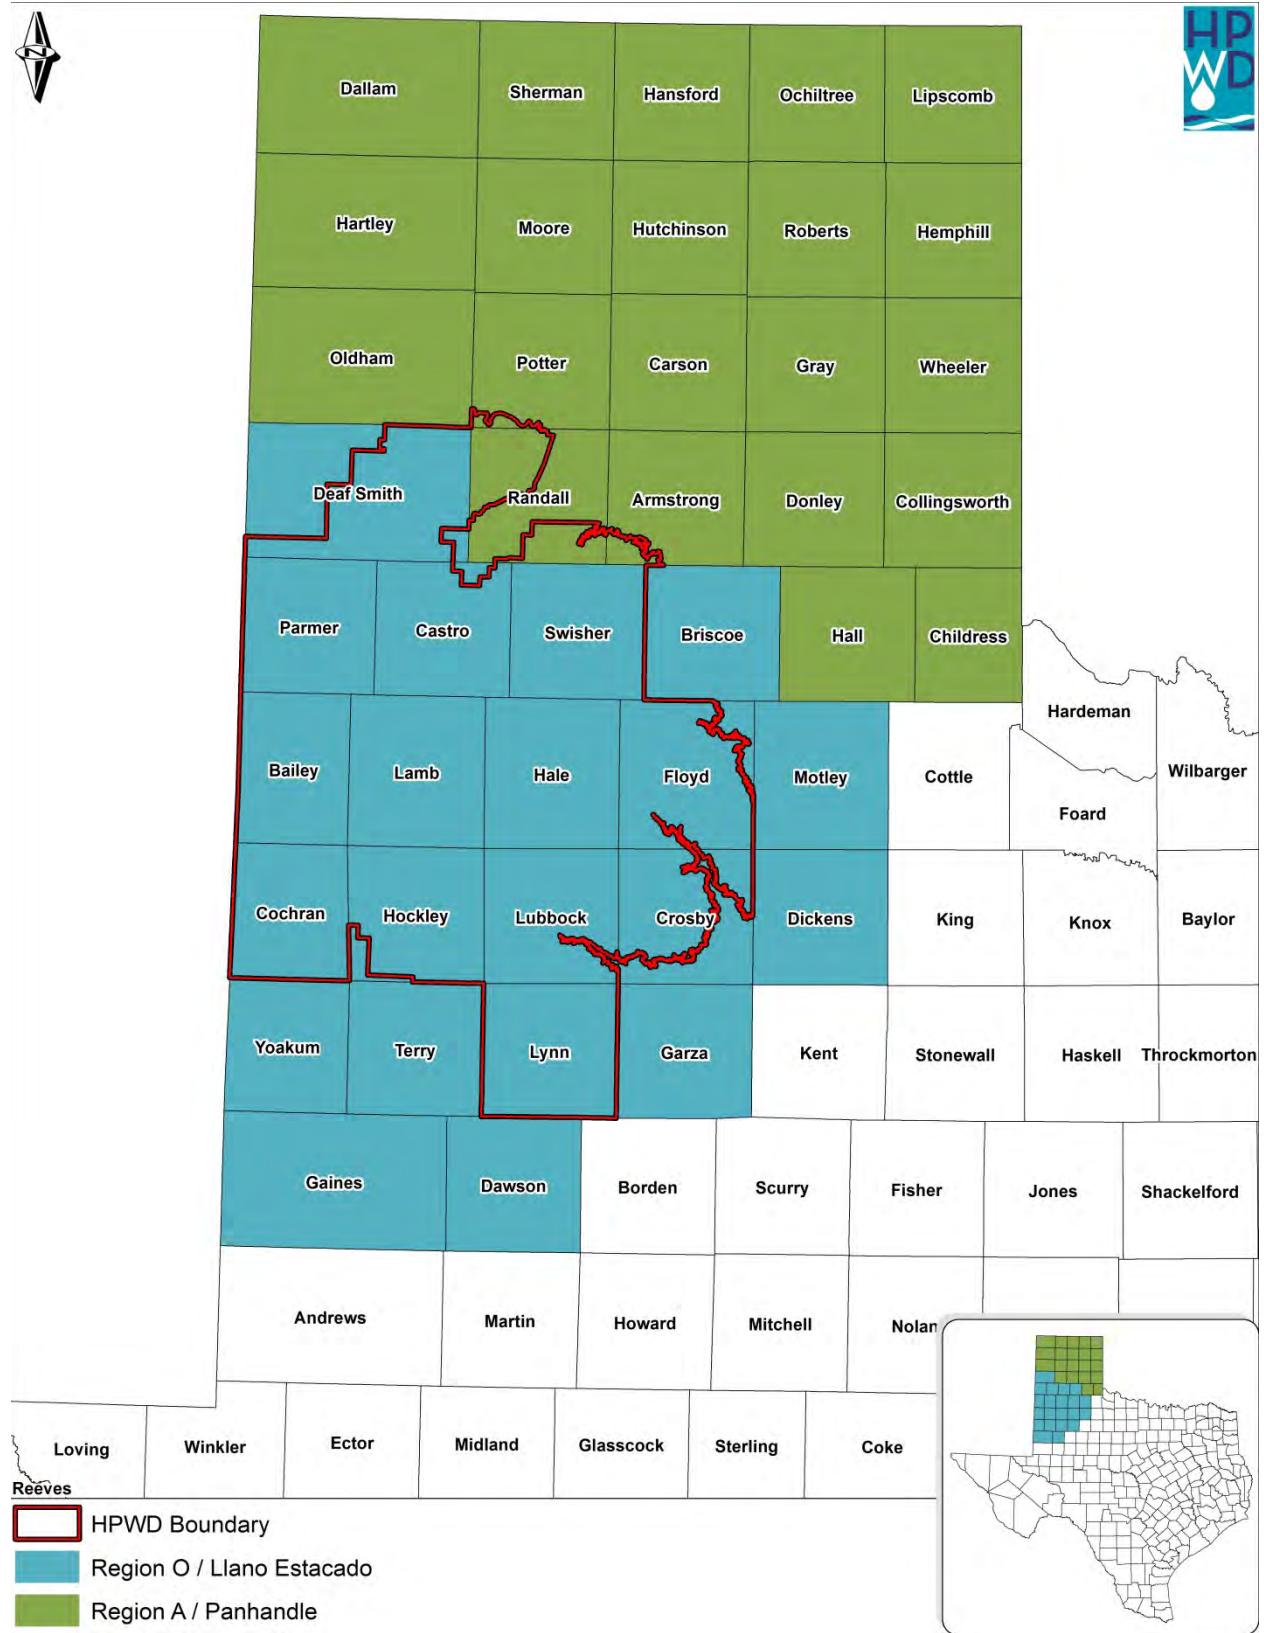 N
HP
WD
Dallam
Sherman
Hansford
Ochiltree
Lipscomb
Hartley
Moore
Hutchinson
Roberts
Hemphill
Oldham
Potter
Carson
Gray
Wheeler
Deaf Smith
Randall
Armstrong
Donley
Collingsworth
Parmer
Castro
Swisher
Briscoe
Hall
Childress
Hardeman
Wilbarger
Bailey
Lamb
Hale
Floyd
Motley
Cottle
Foard
Cochran
Hockley
Lubbock
Crosby
Dickens
King
Knox
Baylor
Yoakum
Terry
Lynn
Garza
Kent
Stonewall
Haskell
Throckmorton
Gaines
Dawson
Borden
Scurry
Fisher
Jones
Shackelford
Andrews
Martin
Howard
Mitchell
Nolan
Loving
Winkler
Ector
Midland
Glasscock
Sterling
Coke
Reeves
HPWD Boundary
Region O / Llano Estacado
Region A / Panhandle